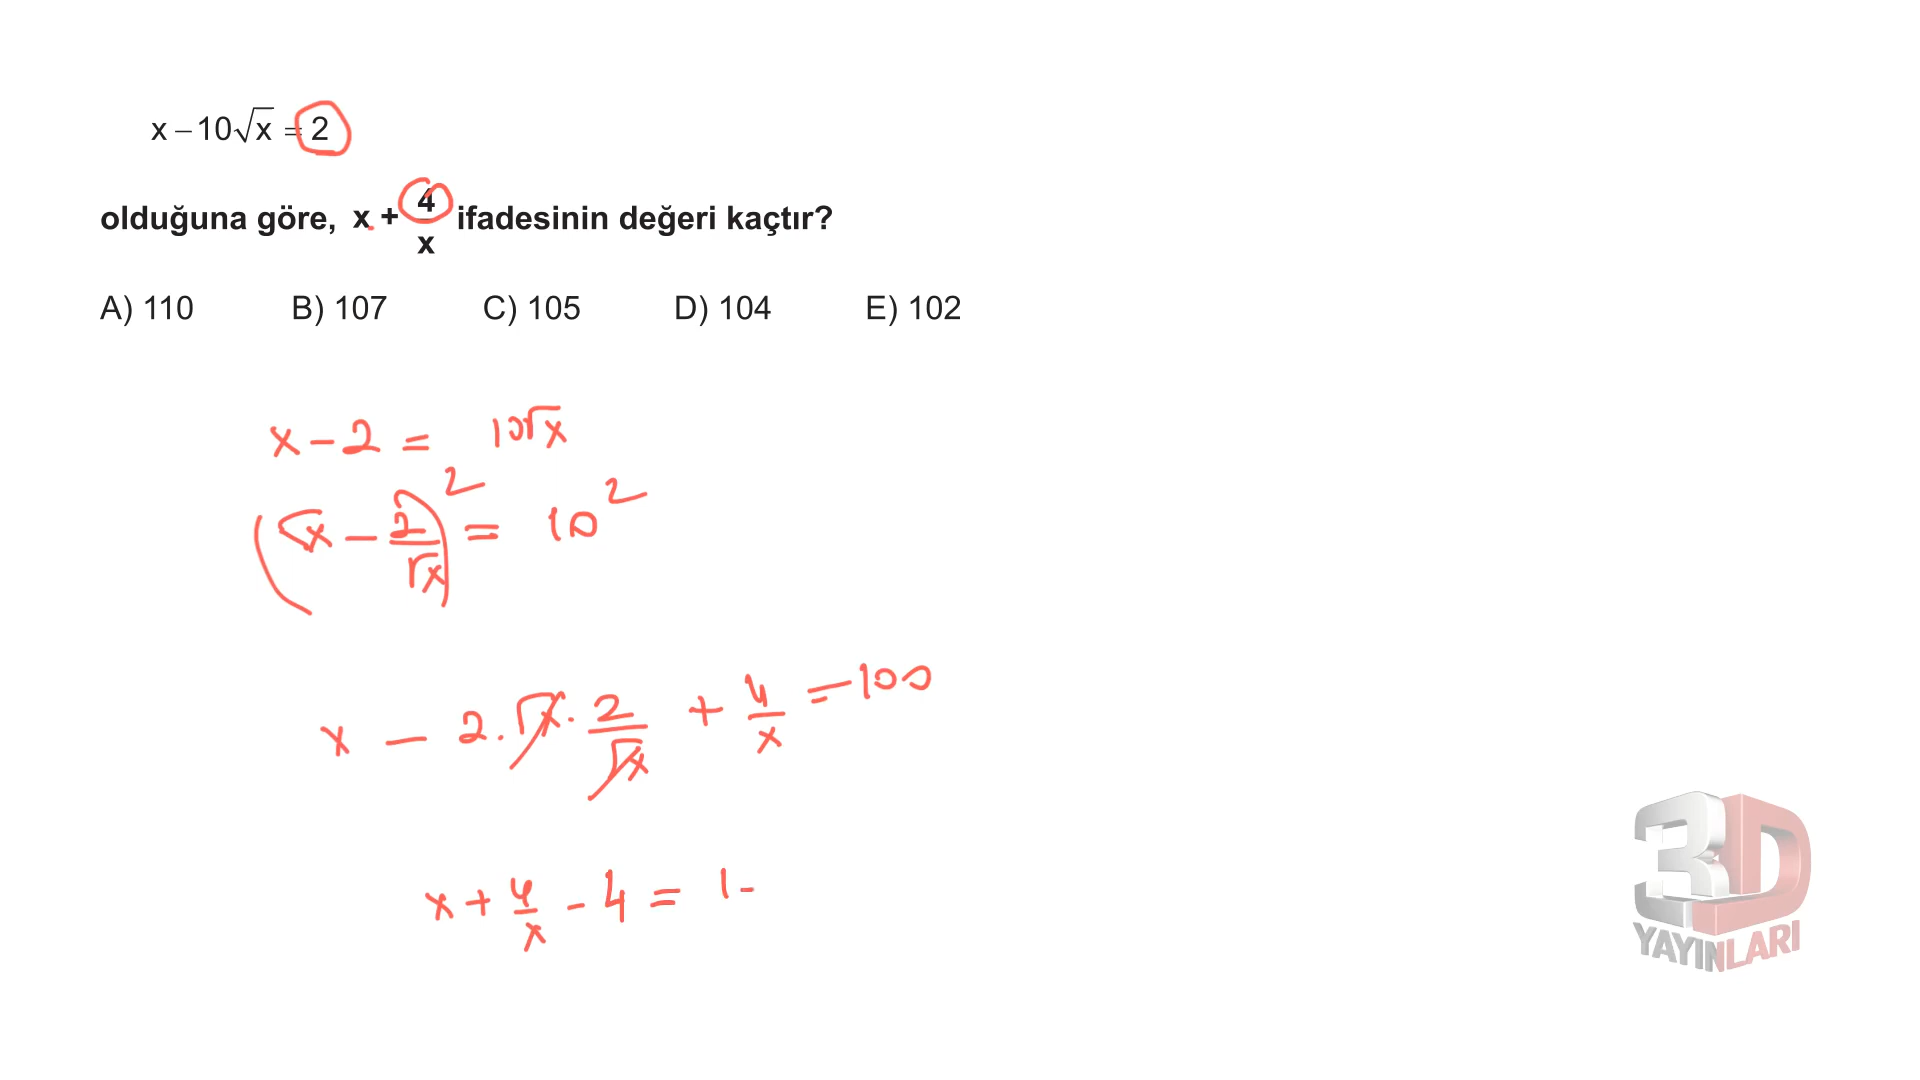 x – 10√x = 2
olduğuna göre, x + 4/x ifadesinin değeri kaçtır?
A) 110 B) 107 C) 105 D) 104 E) 102
x – 2 = 10√x
(√x – 2/√x)² = 10²
x – 2 . √x . 2/√x + 4/x = 100
x + 4/x – 4 = 1
3D
YAYINLARI